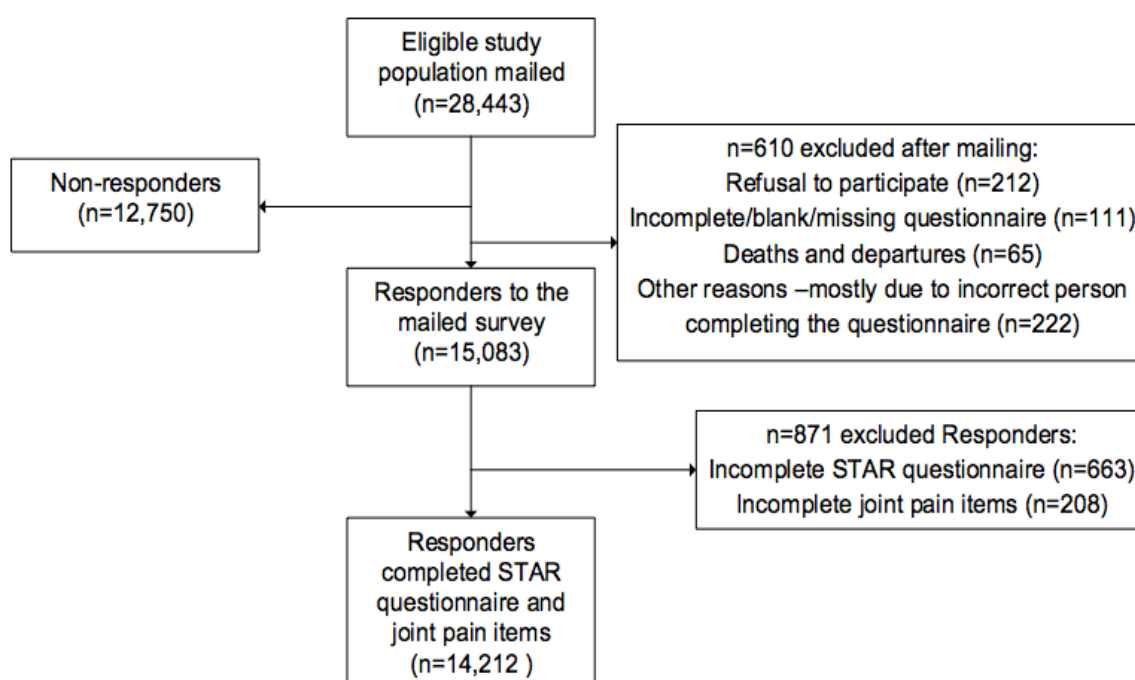 Eligible study
population mailed
(n=28,443)
n=610 excluded after mailing:
Refusal to participate (n=212)
Incomplete/blank/missing questionnaire (n=111)
Deaths and departures (n=65)
Other reasons –mostly due to incorrect person
completing the questionnaire (n=222)
Non-responders
(n=12,750)
Responders to the
mailed survey
(n=15,083)
n=871 excluded Responders:
Incomplete STAR questionnaire (n=663)
Incomplete joint pain items (n=208)
Responders
completed STAR
questionnaire and
joint pain items
(n=14,212 )